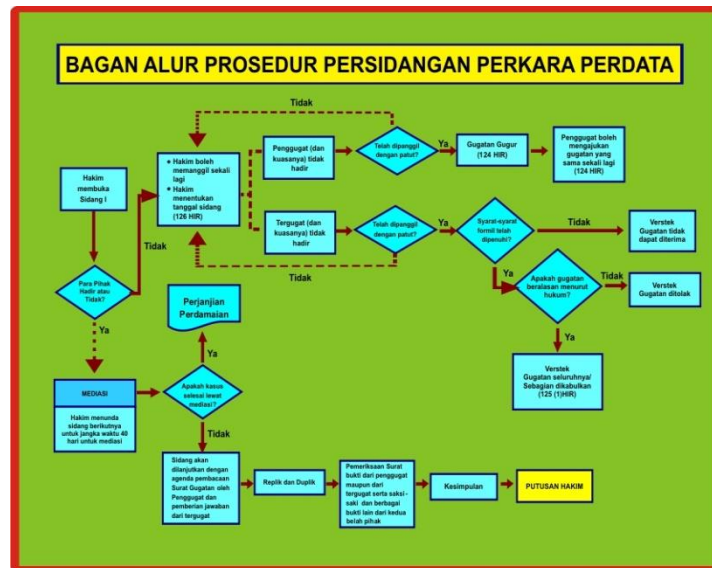 BAGAN ALUR PROSEDUR PERSIDANGAN PERKARA PERDATA
Tidak
Hakim
membuka
Sidang I
• Hakim boleh
memanggil sekali
lagi
• Hakim
menentukan
tanggal sidang
(126 HIR)
Penggugat (dan
kuasanya) tidak
hadir
Telah dipanggil
dengan patut?
Ya
Gugatan Gugur
(124 HIR)
Penggugat boleh
mengajukan
gugatan yang
sama sekali lagi
(124 HIR)
Tergugat (dan
kuasanya) tidak
hadir
Telah dipanggil
dengan patut?
Ya
Syarat-syarat
formil telah
dipenuhi?
Tidak
Verstek
Gugatan tidak
dapat diterima
Tidak
Tidak
Ya
Para Pihak
Hadir atau
Tidak?
Ya
Apakah gugatan
beralasan menurut
hukum?
Tidak
Verstek
Gugatan ditolak
Ya
Verstek
Gugatan seluruhnya/
Sebagian dikabulkan
(125 (1)HIR)
Perjanjian
Perdamaian
Ya
MEDIASI
Hakim menunda
sidang berikutnya
untuk jangka waktu 40
hari untuk mediasi
Apakah kasus
selesai lewat
mediasi?
Tidak
Sidang akan
dilanjutkan dengan
agenda pembacaan
Surat Gugatan oleh
Penggugat dan
pemberian jawaban
dari tergugat
Replik dan Duplik
Pemeriksaan Surat
bukti dari penggugat
maupun dari
tergugat serta saksi-
saki dan berbagai
bukti lain dari kedua
belah pihak
Kesimpulan
PUTUSAN HAKIM